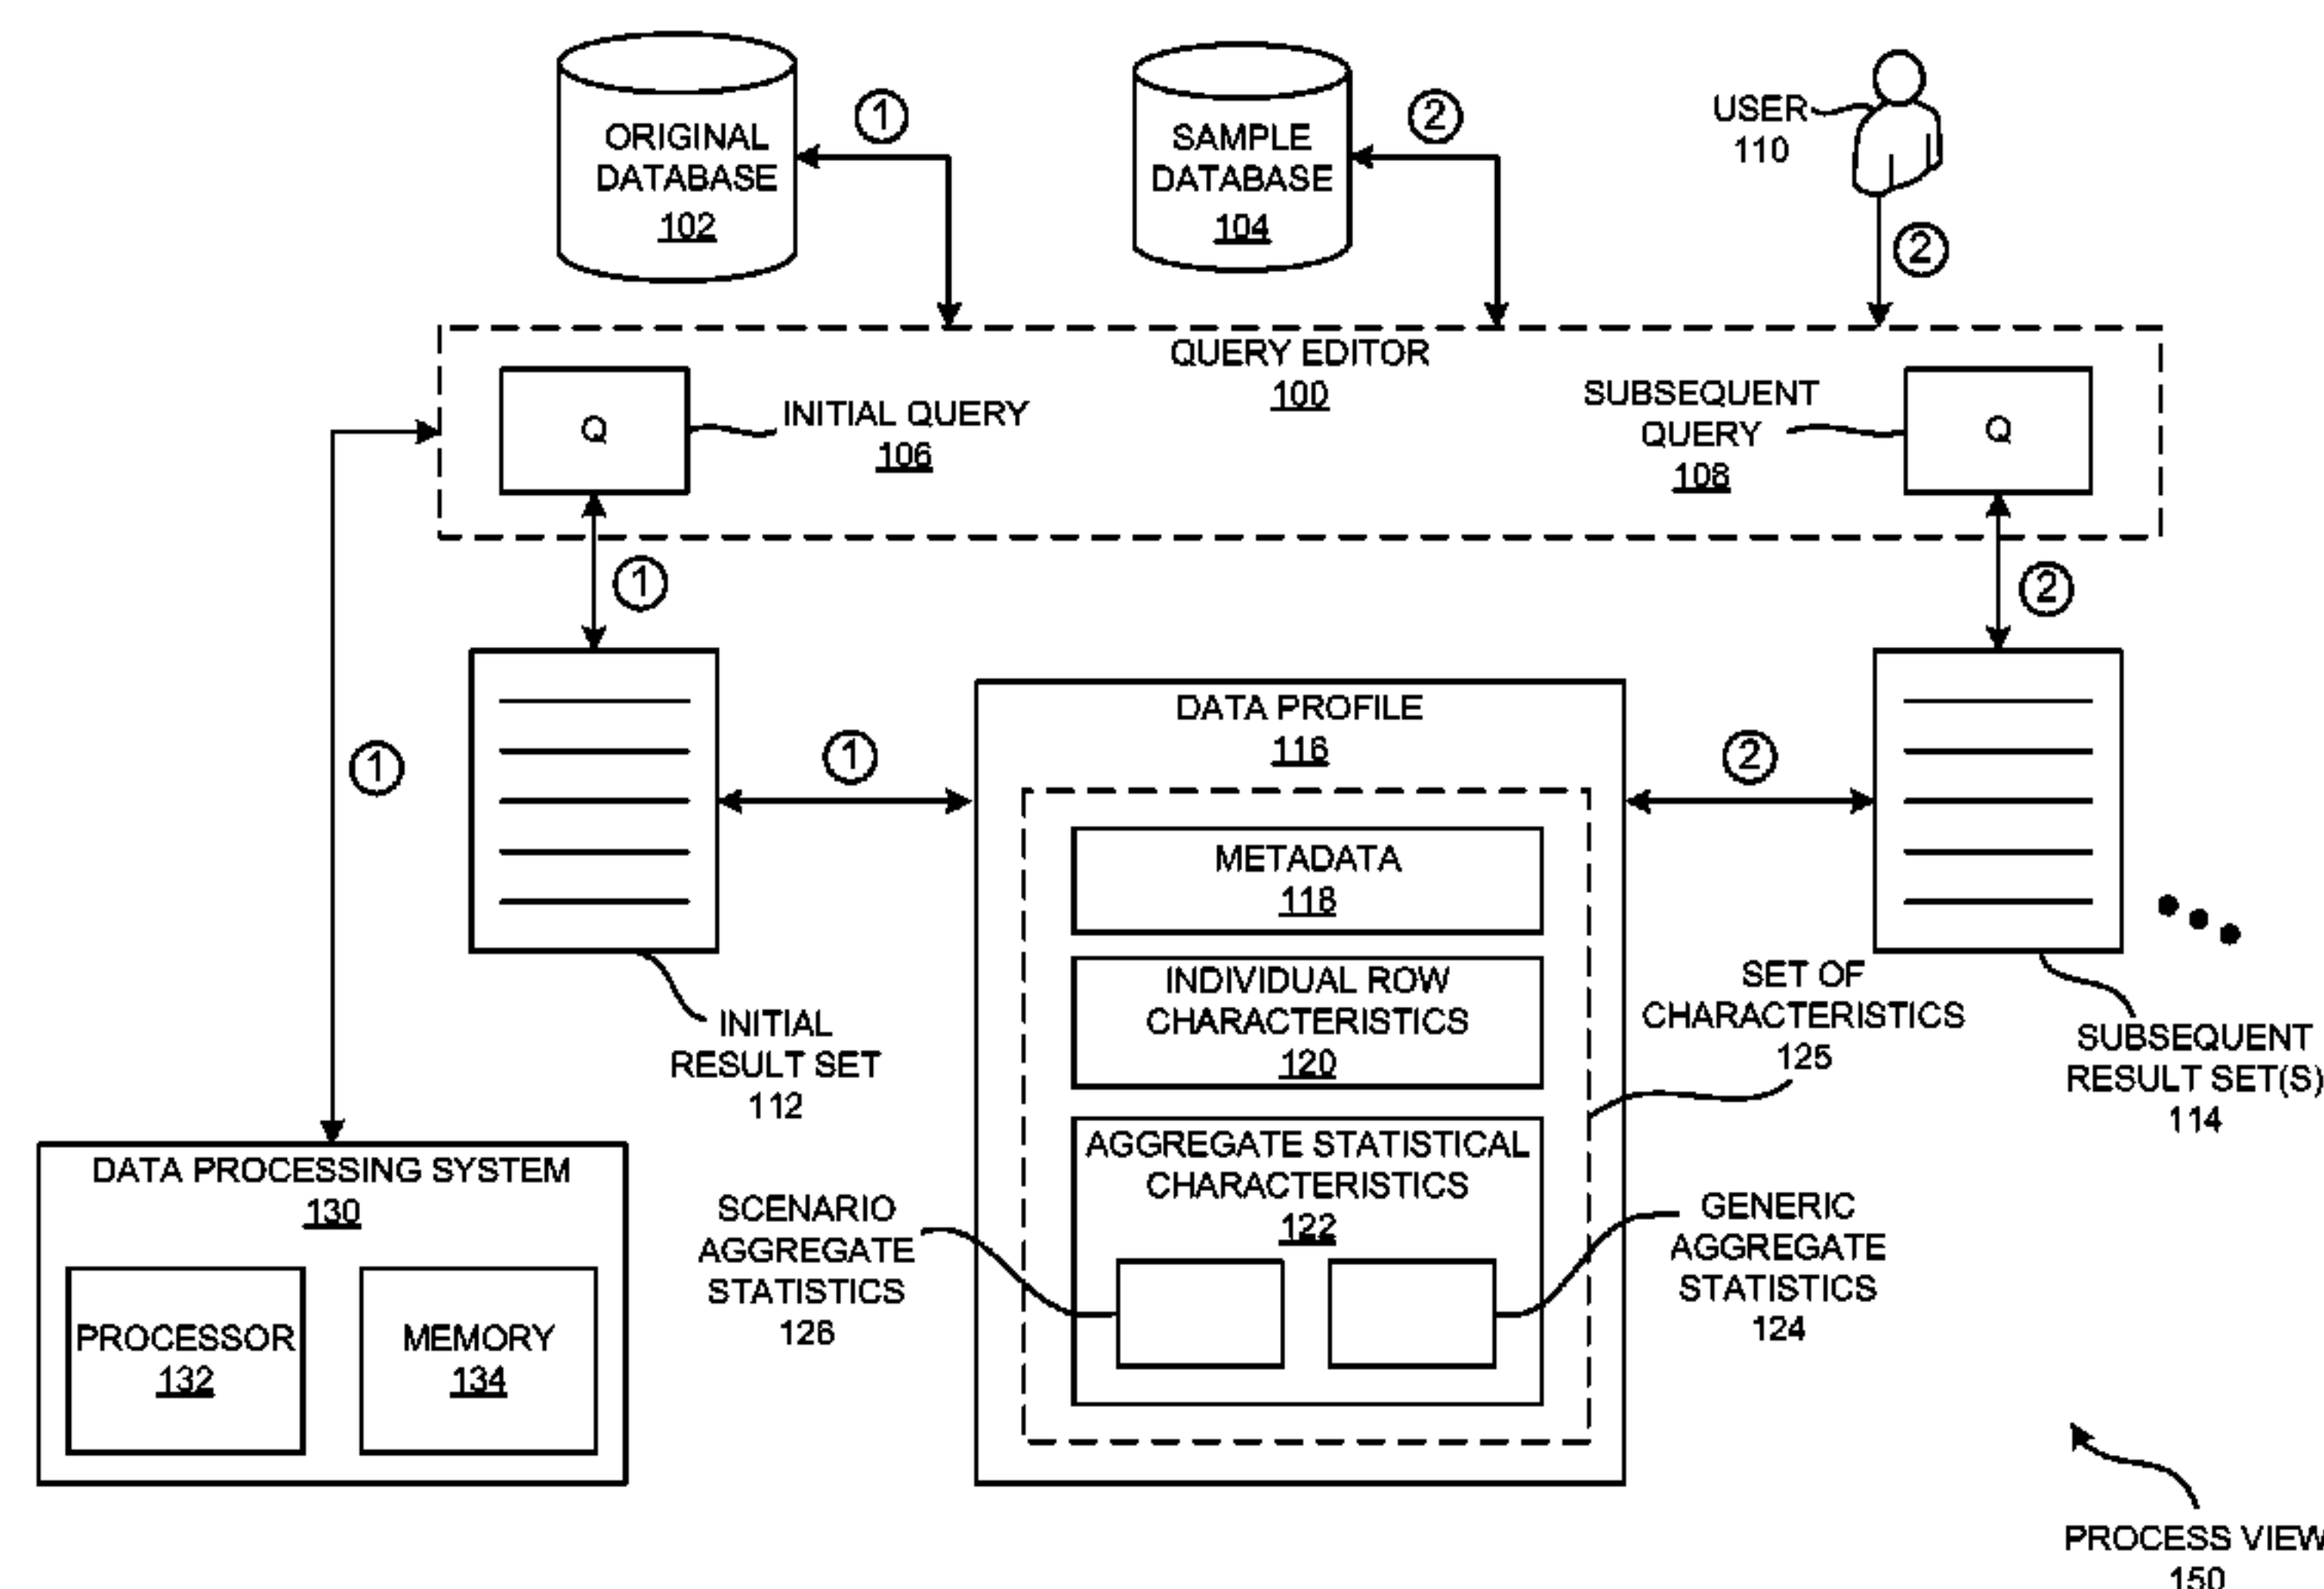 ORIGINAL
DATABASE
102
1
SAMPLE
DATABASE
104
2
USER
110
2
QUERY EDITOR
100
Q
INITIAL QUERY
106
SUBSEQUENT
QUERY
108
Q
1
2
1
INITIAL
RESULT SET
112
1
DATA PROFILE
116
METADATA
118
INDIVIDUAL ROW
CHARACTERISTICS
120
AGGREGATE STATISTICAL
CHARACTERISTICS
122
2
SET OF
CHARACTERISTICS
125
SUBSEQUENT
RESULT SET(S)
114
DATA PROCESSING SYSTEM
130
PROCESSOR
132
MEMORY
134
SCENARIO
AGGREGATE
STATISTICS
126
GENERIC
AGGREGATE
STATISTICS
124
PROCESS VIEW
150